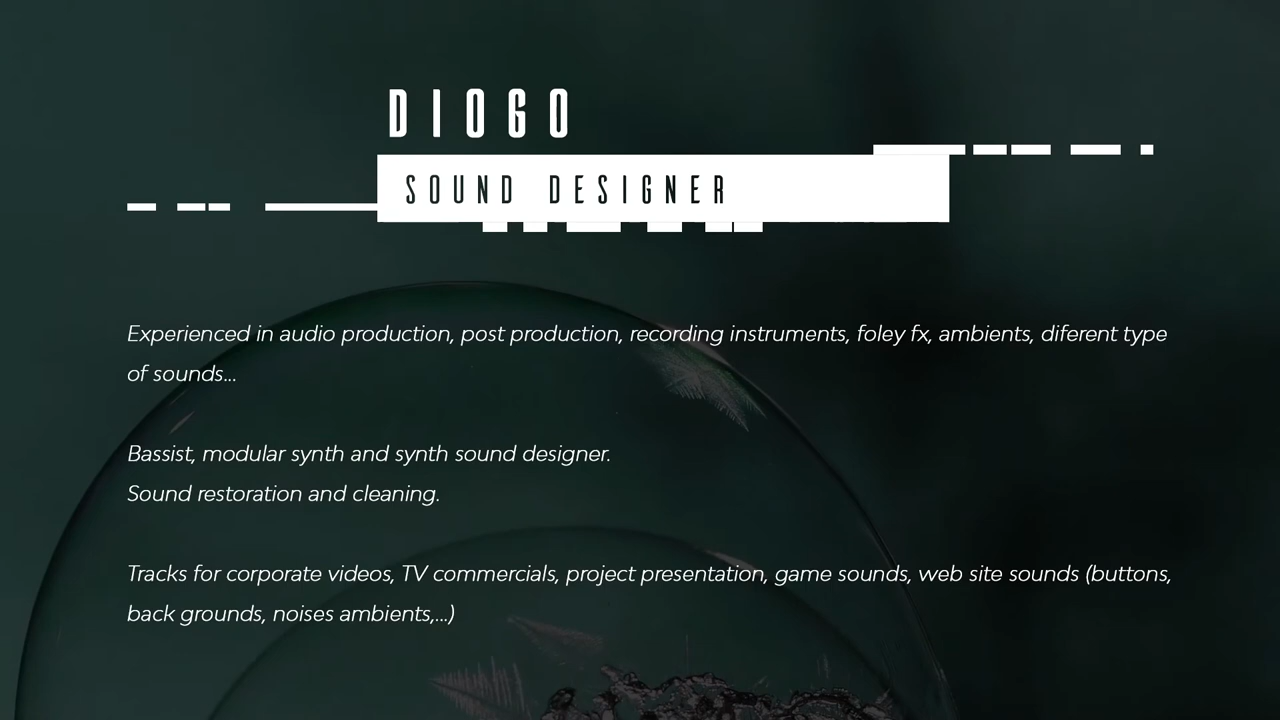 DIOGO
SOUND DESIGNER
Experienced in audio production, post production, recording instruments, foley fx, ambients, diferent type
of sounds...
Bassist, modular synth and synth sound designer.
Sound restoration and cleaning.
Tracks for corporate videos, TV commercials, project presentation, game sounds, web site sounds (buttons,
back grounds, noises ambients,...)